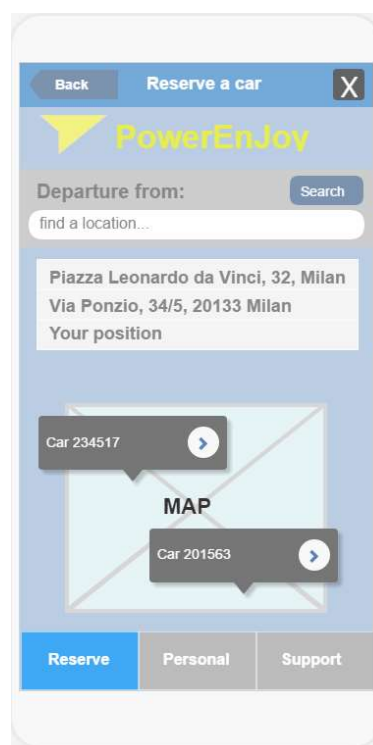 Back Reserve a car X
PowerEnJoy
Departure from: Search
find a location...
Piazza Leonardo da Vinci, 32, Milan
Via Ponzio, 34/5, 20133 Milan
Your position
Car 234517
MAP
Car 201563
Reserve Personal Support